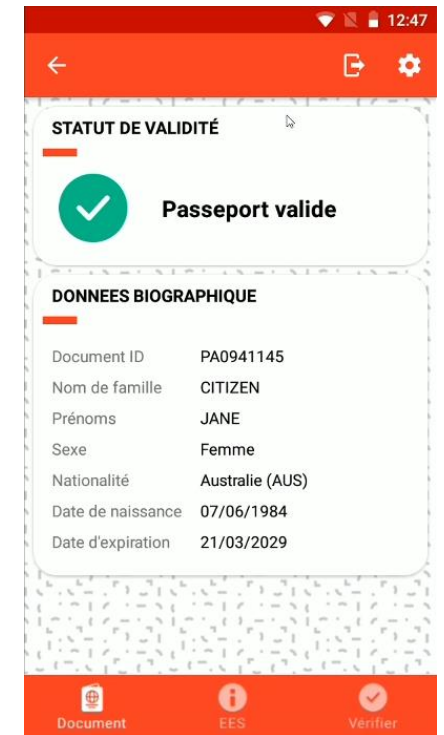 12:47
STATUT DE VALIDITÉ
Passeport valide
DONNEES BIOGRAPHIQUE
Document ID PA0941145
Nom de famille CITIZEN
Prénoms JANE
Sexe Femme
Nationalité Australie (AUS)
Date de naissance 07/06/1984
Date d'expiration 21/03/2029
Document EES Vérifier